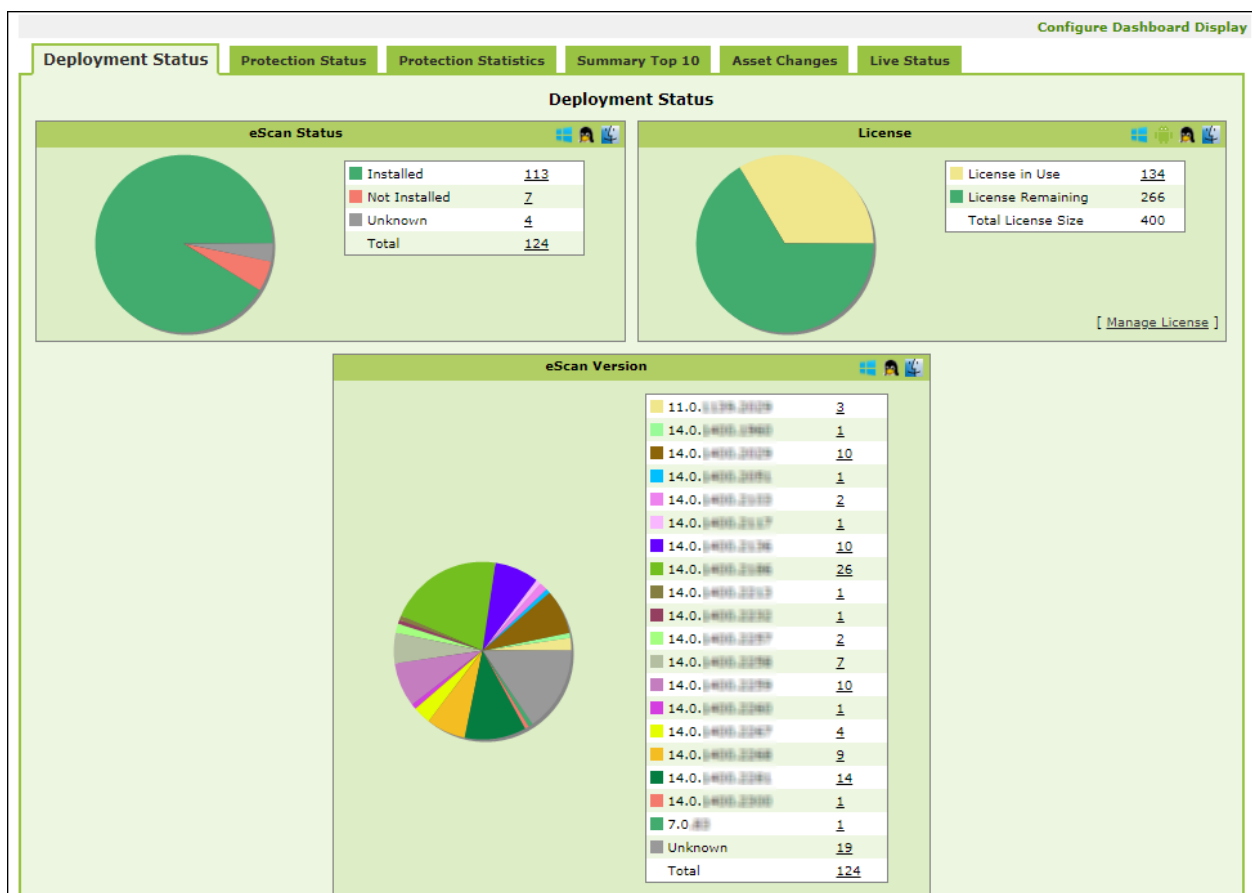 Configure Dashboard Display
Deployment Status Protection Status Protection Statistics Summary Top 10 Asset Changes Live Status
Deployment Status
eScan Status
Installed 113
Not Installed 7
Unknown 4
Total 124
License
License in Use 134
License Remaining 266
Total License Size 400
[ Manage License ]
eScan Version
11.0. 3
14.0. 1
14.0. 10
14.0. 1
14.0. 2
14.0. 1
14.0. 10
14.0. 26
14.0. 1
14.0. 1
14.0. 2
14.0. 7
14.0. 10
14.0. 1
14.0. 4
14.0. 9
14.0. 14
14.0. 1
7.0 1
Unknown 19
Total 124